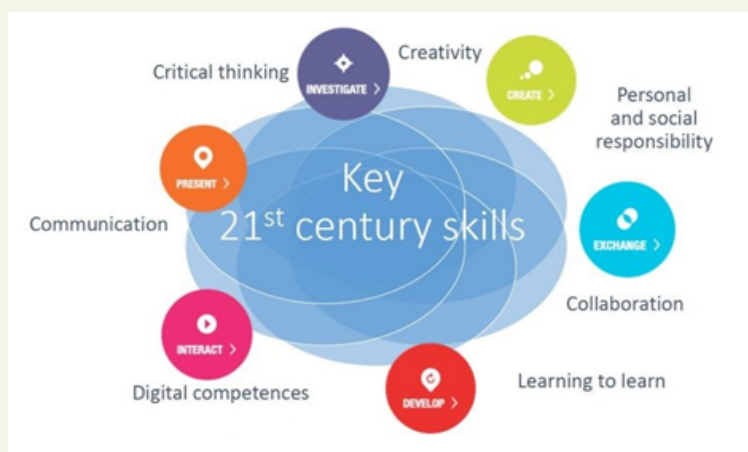 Critical thinking
INVESTIGATE >
Creativity
CREATE >
Personal
and social
responsibility
PRESENT >
Key
21st century skills
Communication
EXCHANGE >
Collaboration
INTERACT >
Digital competences
DEVELOP >
Learning to learn